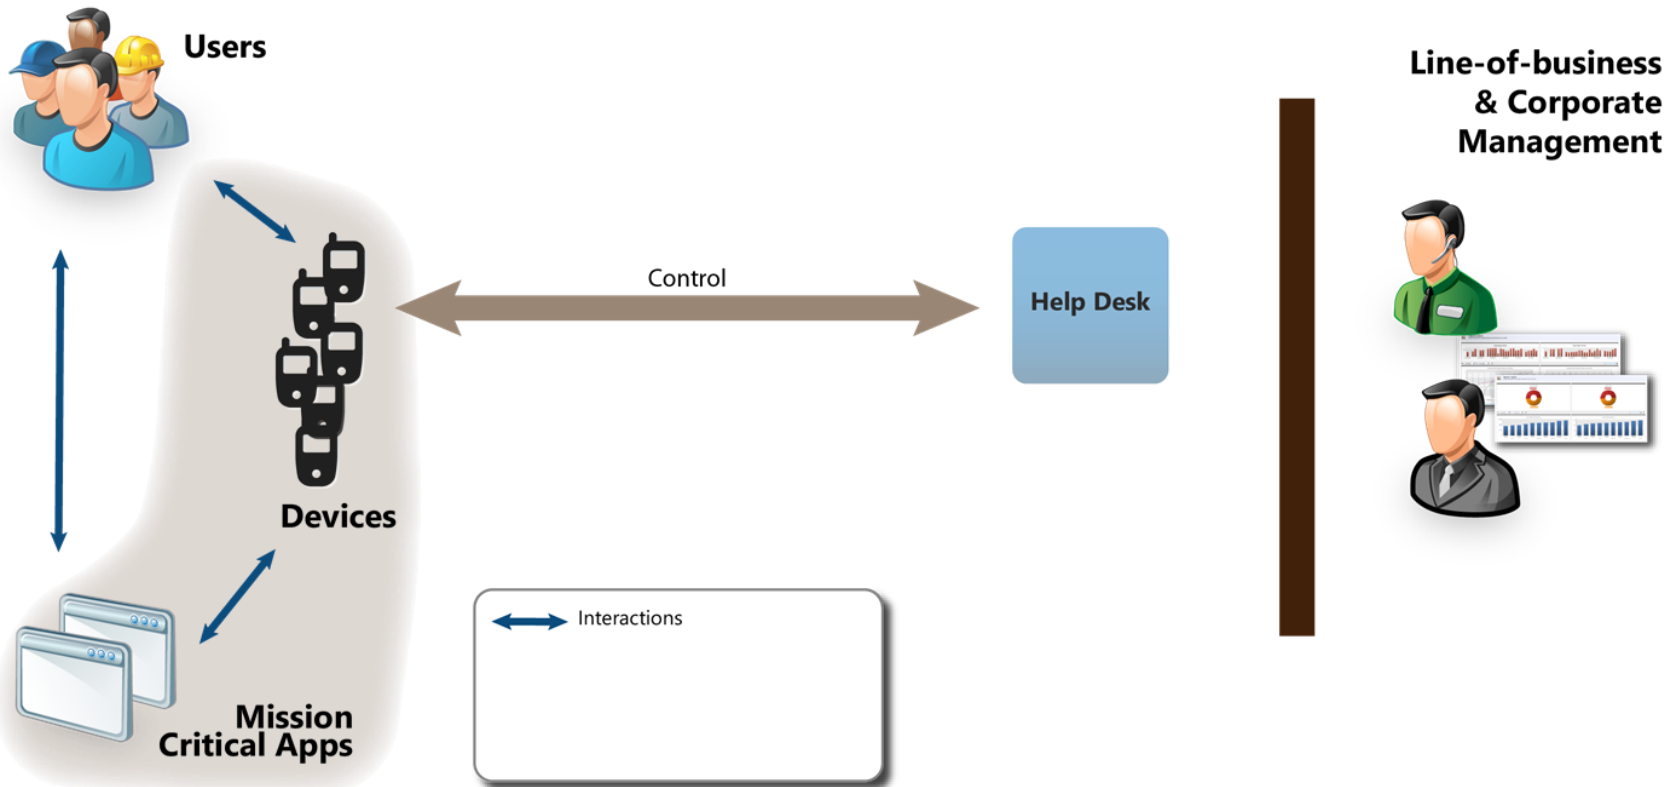 Users
Line-of-business
& Corporate
Management
Control
Help Desk
Devices
Interactions
Mission
Critical Apps